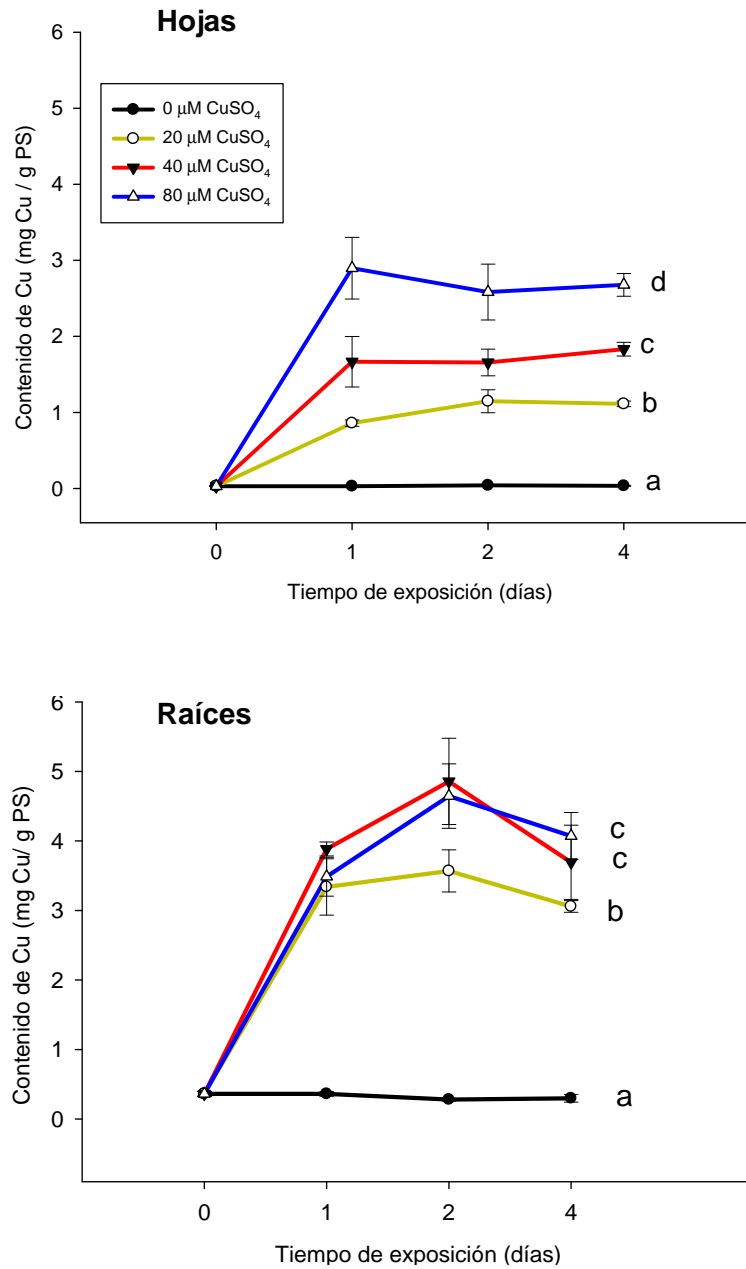 Hojas
6
5
4
3
2
1
0
Contenido de Cu (mg Cu / g PS)
0 μM CuSO4
20 μM CuSO4
40 μM CuSO4
80 μM CuSO4
d
c
b
a
0 1 2 4
Tiempo de exposición (días)
Raíces
6
5
4
3
2
1
0
Contenido de Cu (mg Cu/ g PS)
c
c
b
a
0 1 2 4
Tiempo de exposición (días)